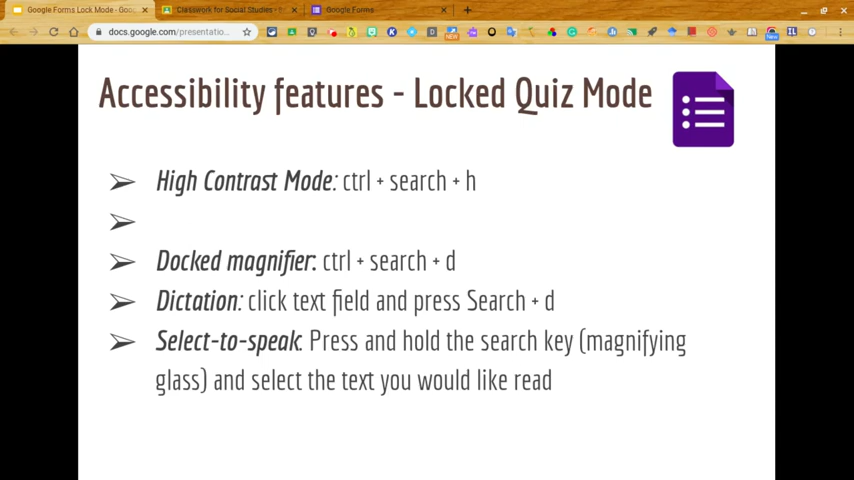 Google Forms Lock Mode - Goo
Classwork for Social Studies -
Google Forms
docs.google.com/presentatio...
Accessibility features - Locked Quiz Mode
➢ High Contrast Mode: ctrl + search + h
➢
➢ Docked magnifier: ctrl + search + d
➢ Dictation: click text field and press Search + d
➢ Select-to-speak: Press and hold the search key (magnifying
glass) and select the text you would like read